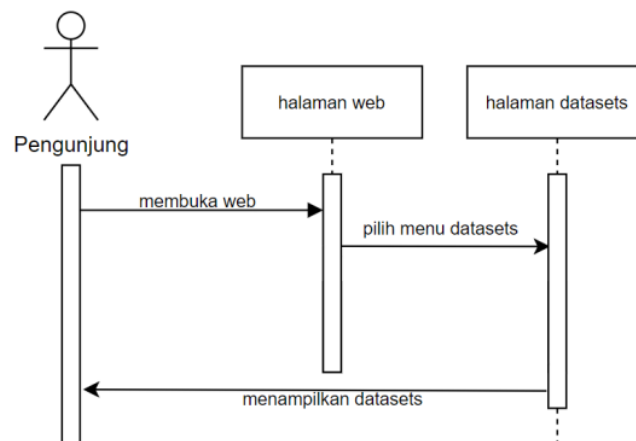 halaman web
halaman datasets
Pengunjung
membuka web
pilih menu datasets
menampilkan datasets